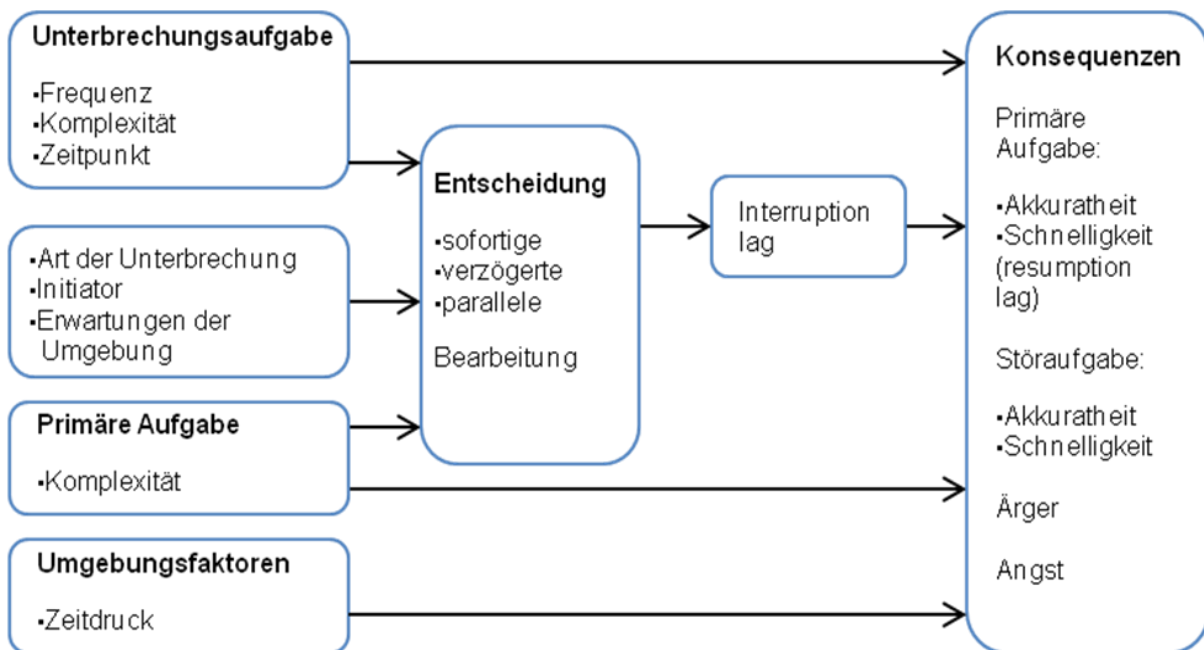 Unterbrechungsaufgabe
▪Frequenz
▪Komplexität
▪Zeitpunkt
▪Art der Unterbrechung
▪Initiator
▪Erwartungen der
Umgebung
Primäre Aufgabe
▪Komplexität
Umgebungsfaktoren
▪Zeitdruck
Entscheidung
▪sofortige
▪verzögerte
▪parallele
Bearbeitung
Interruption
lag
Konsequenzen
Primäre
Aufgabe:
▪Akkuratheit
▪Schnelligkeit
(resumption
lag)
Störaufgabe:
▪Akkuratheit
▪Schnelligkeit
Ärger
Angst